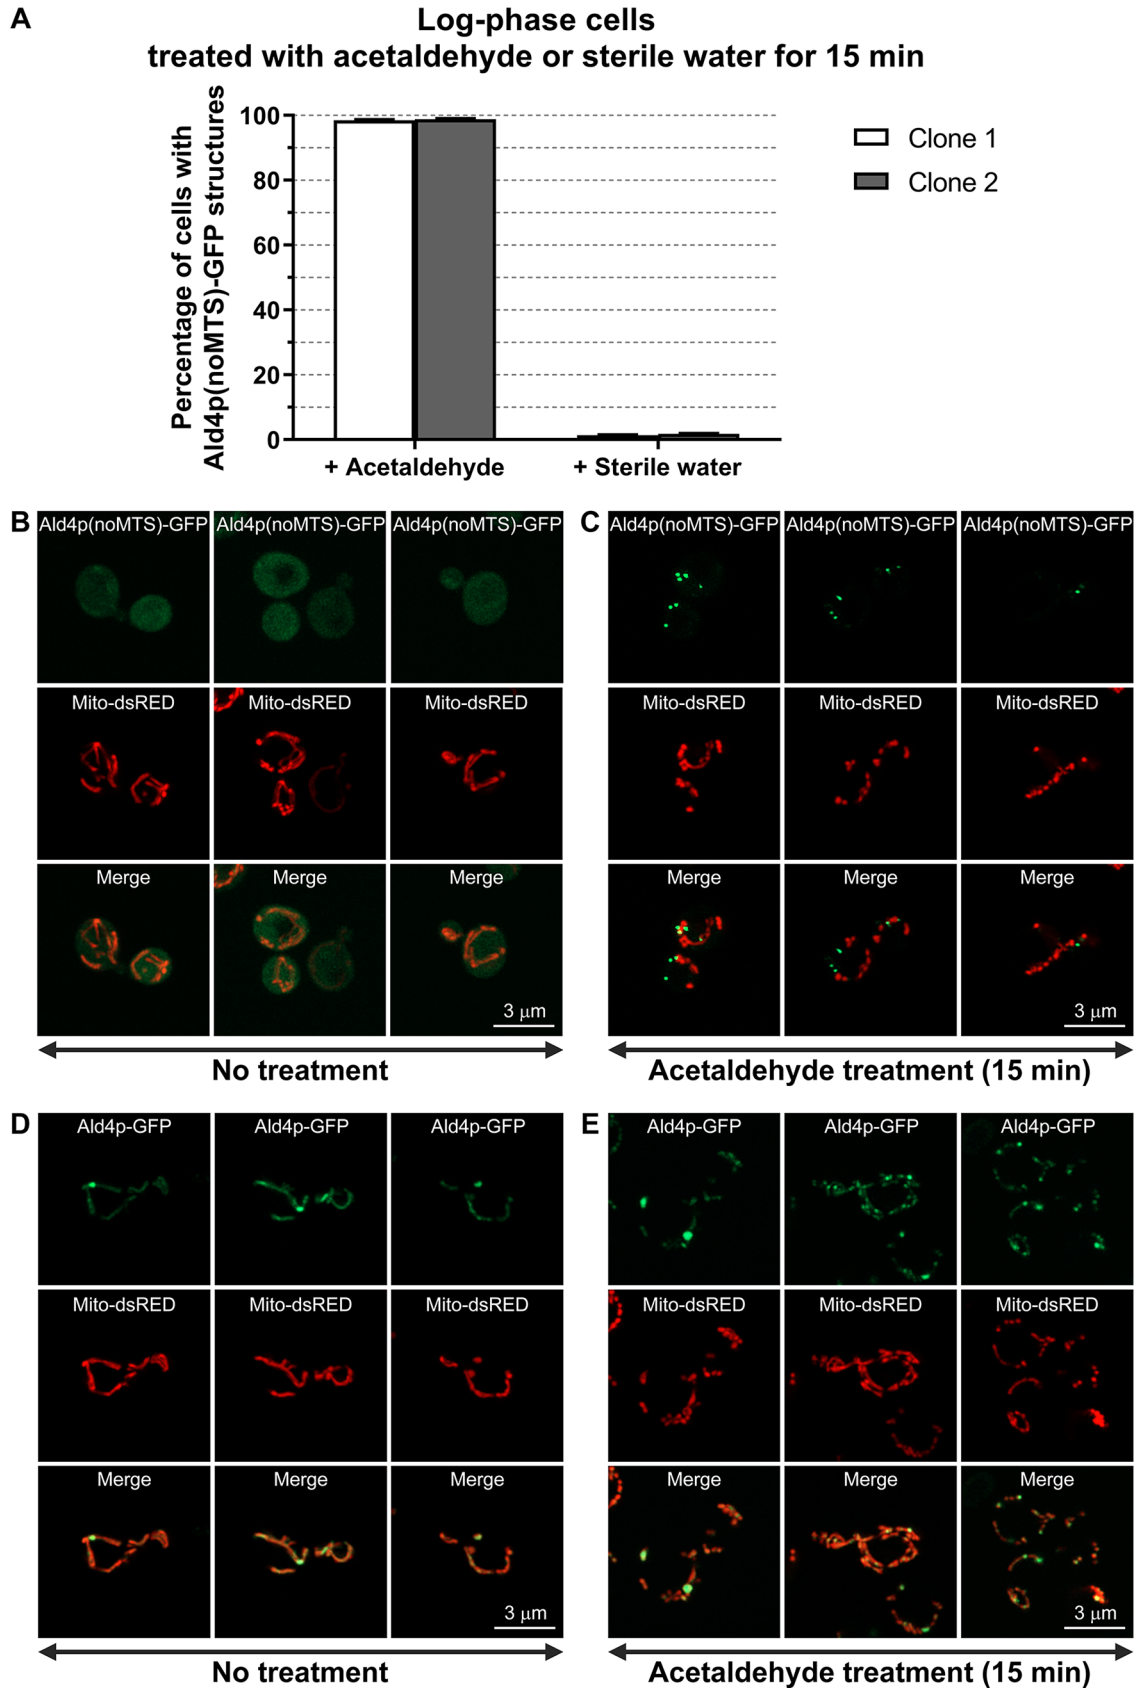 A
Log-phase cells
treated with acetaldehyde or sterile water for 15 min
Percentage of cells with
Ald4p(noMTS)-GFP structures
100
80
60
40
20
0
+ Acetaldehyde
+ Sterile water
Clone 1
Clone 2
B
Ald4p(noMTS)-GFP
Ald4p(noMTS)-GFP
Ald4p(noMTS)-GFP
Mito-dsRED
Mito-dsRED
Mito-dsRED
Merge
Merge
Merge
3 μm
No treatment
C
Ald4p(noMTS)-GFP
Ald4p(noMTS)-GFP
Ald4p(noMTS)-GFP
Mito-dsRED
Mito-dsRED
Mito-dsRED
Merge
Merge
Merge
3 μm
Acetaldehyde treatment (15 min)
D
Ald4p-GFP
Ald4p-GFP
Ald4p-GFP
Mito-dsRED
Mito-dsRED
Mito-dsRED
Merge
Merge
Merge
3 μm
No treatment
E
Ald4p-GFP
Ald4p-GFP
Ald4p-GFP
Mito-dsRED
Mito-dsRED
Mito-dsRED
Merge
Merge
Merge
3 μm
Acetaldehyde treatment (15 min)